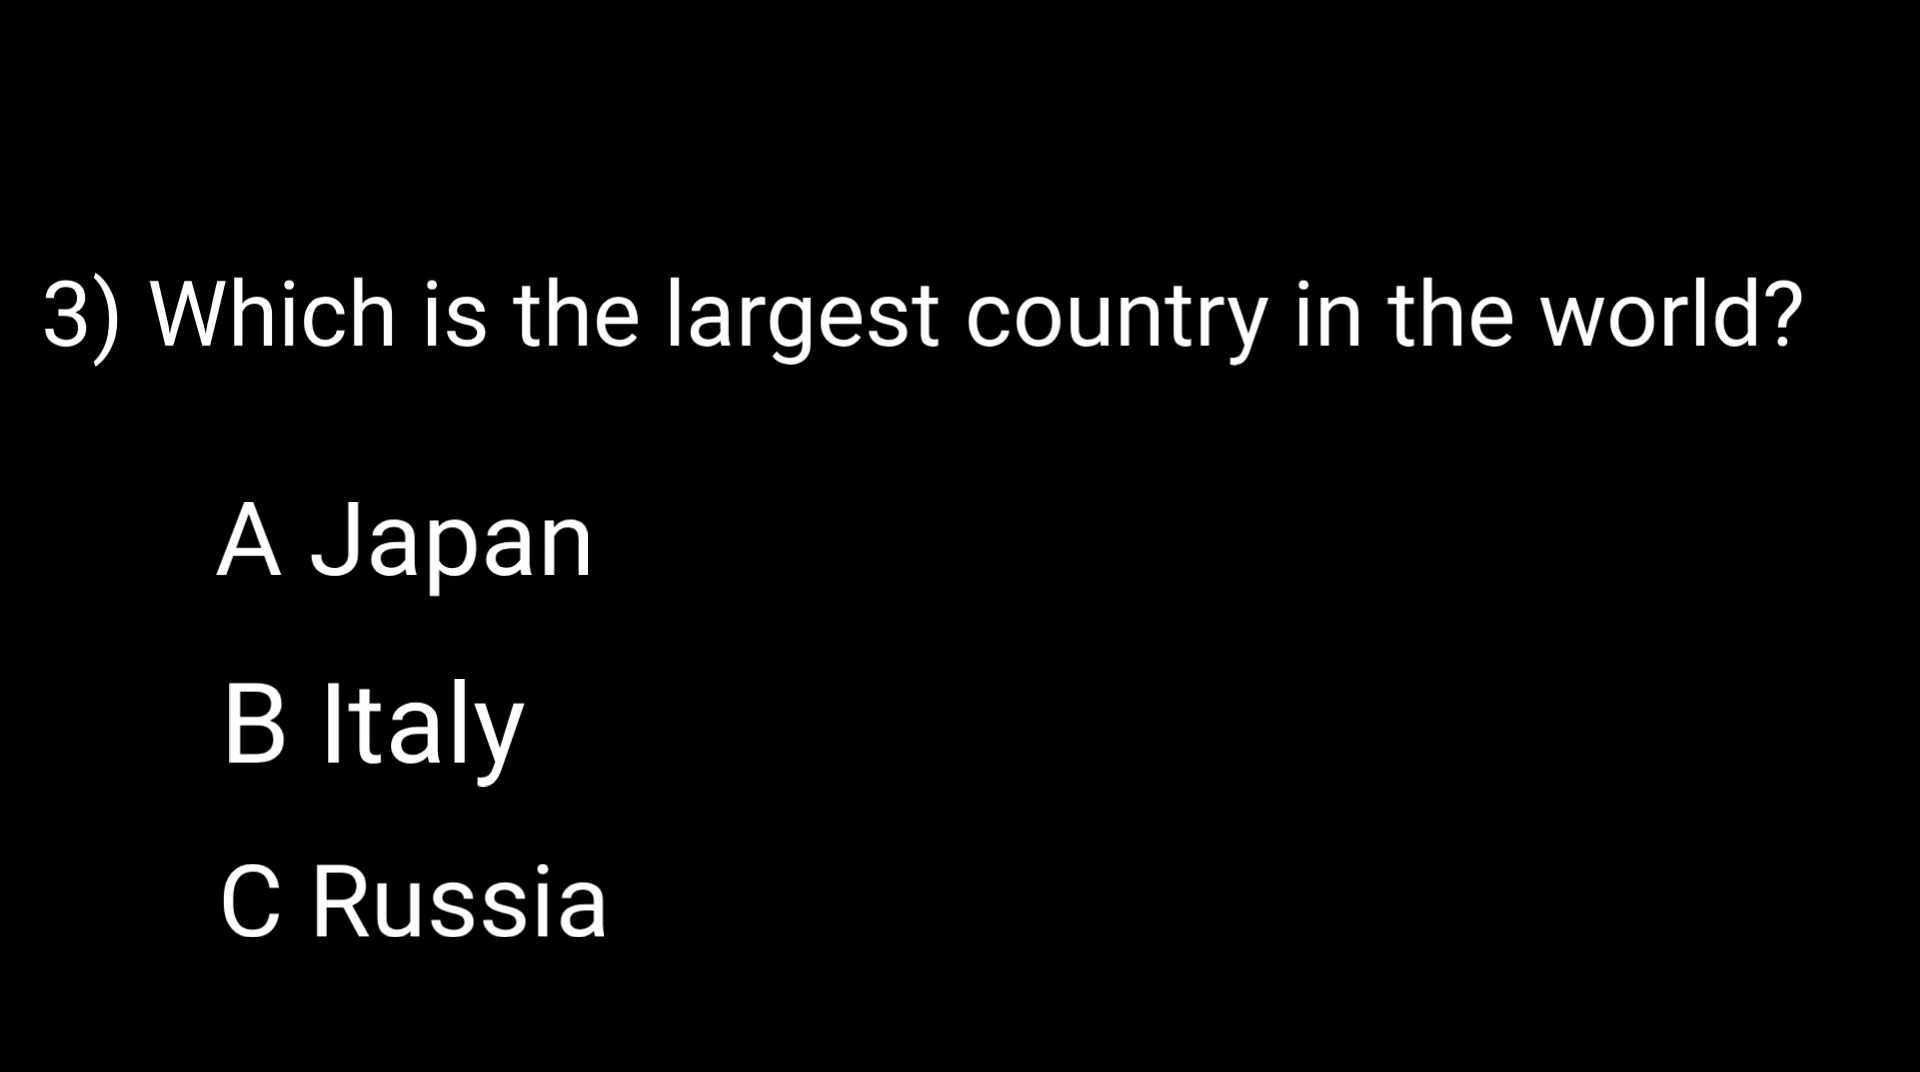 3) Which is the largest country in the world?
A Japan
B Italy
C Russia